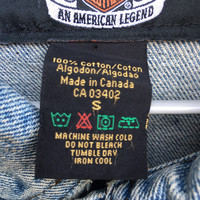 AN AMERICAN LEGEND
100% Cotton/Coton
Algodon/Algodao
Made in Canada
CA 03402
S
MACHINE WASH COLD
DO NOT BLEACH
TUMBLE DRY
IRON COOL